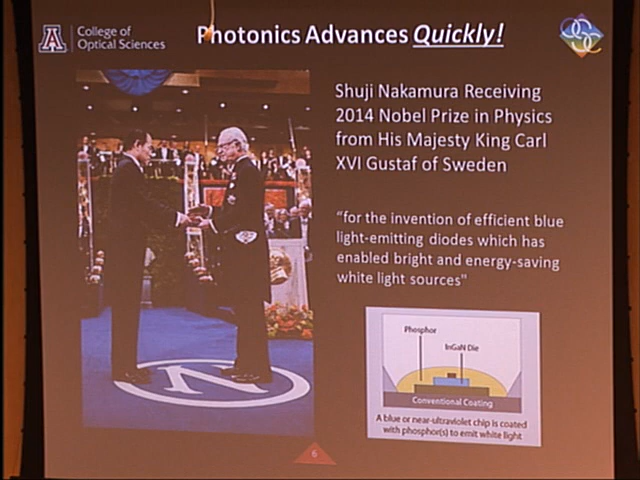 A
College of
Optical Sciences
Photonics Advances Quickly!
OSC
Shuji Nakamura Receiving
2014 Nobel Prize in Physics
from His Majesty King Carl
XVI Gustaf of Sweden
"for the invention of efficient blue
light-emitting diodes which has
enabled bright and energy-saving
white light sources"
N
Phosphor
InGaN Die
Conventional Coating
A blue or near-ultraviolet chip is coated
with phosphor(s) to emit white light
6